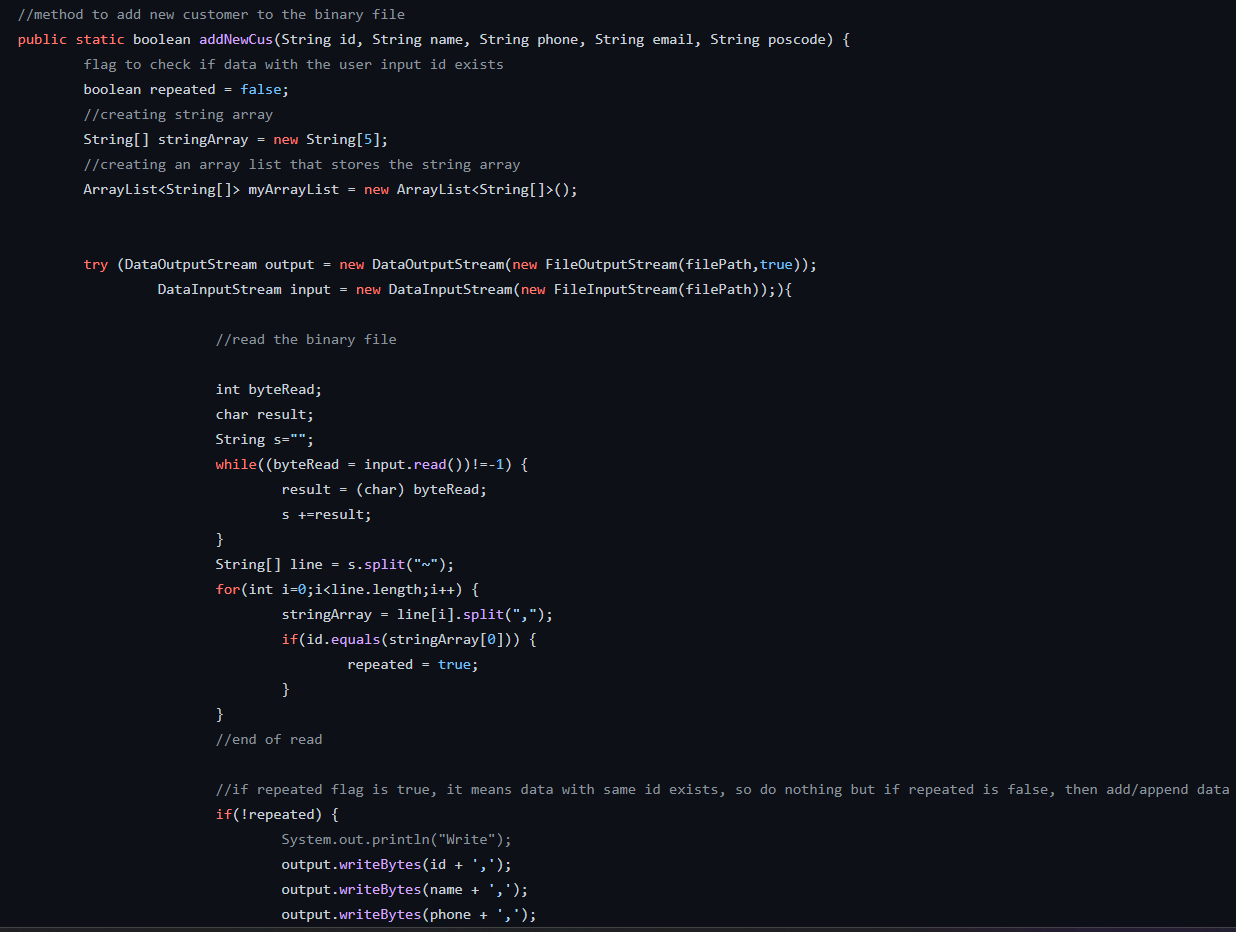 //method to add new customer to the binary file
public static boolean addNewCus(String id, String name, String phone, String email, String poscode) {
flag to check if data with the user input id exists
boolean repeated = false;
//creating string array
String[] stringArray = new String[5];
//creating an array list that stores the string array
ArrayList<String[]> myArrayList = new ArrayList<String[]>();
try (DataOutputStream output = new DataOutputStream(new FileOutputStream(filePath,true));
DataInputStream input = new DataInputStream(new FileInputStream(filePath));){
//read the binary file
int byteRead;
char result;
String s="";
while((byteRead = input.read())!=-1) {
result = (char) byteRead;
s +=result;
}
String[] line = s.split("~");
for(int i=0;i<line.length;i++) {
stringArray = line[i].split(",");
if(id.equals(stringArray[0])) {
repeated = true;
}
}
//end of read
//if repeated flag is true, it means data with same id exists, so do nothing but if repeated is false, then add/append data
if(!repeated) {
System.out.println("Write");
output.writeBytes(id + ',');
output.writeBytes(name + ',');
output.writeBytes(phone + ',');